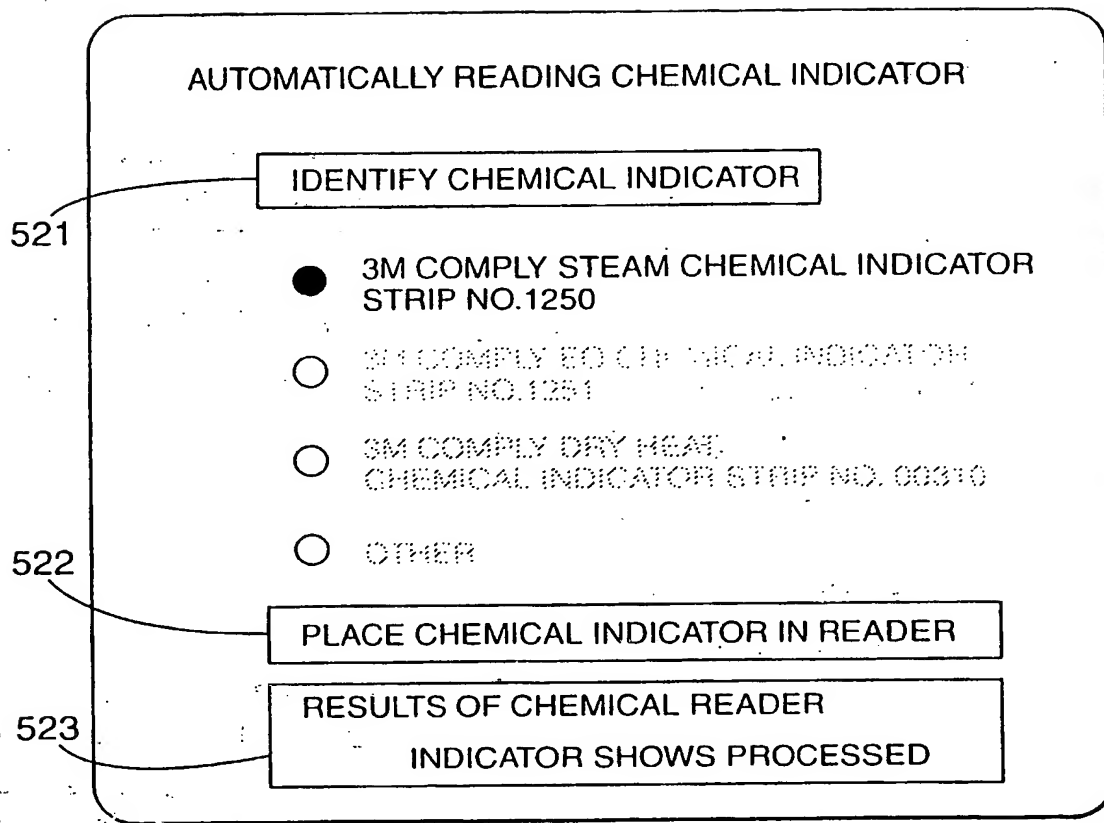 AUTOMATICALLY READING CHEMICAL INDICATOR
IDENTIFY CHEMICAL INDICATOR
521
3M COMPLY STEAM CHEMICAL INDICATOR
STRIP NO.1250
3M COMPLY EO CHEMICAL INDICATOR
STRIP NO.1251
3M COMPLY DRY HEAT
CHEMICAL INDICATOR STRIP NO. 00310
OTHER
522
PLACE CHEMICAL INDICATOR IN READER
RESULTS OF CHEMICAL READER
523
INDICATOR SHOWS PROCESSED